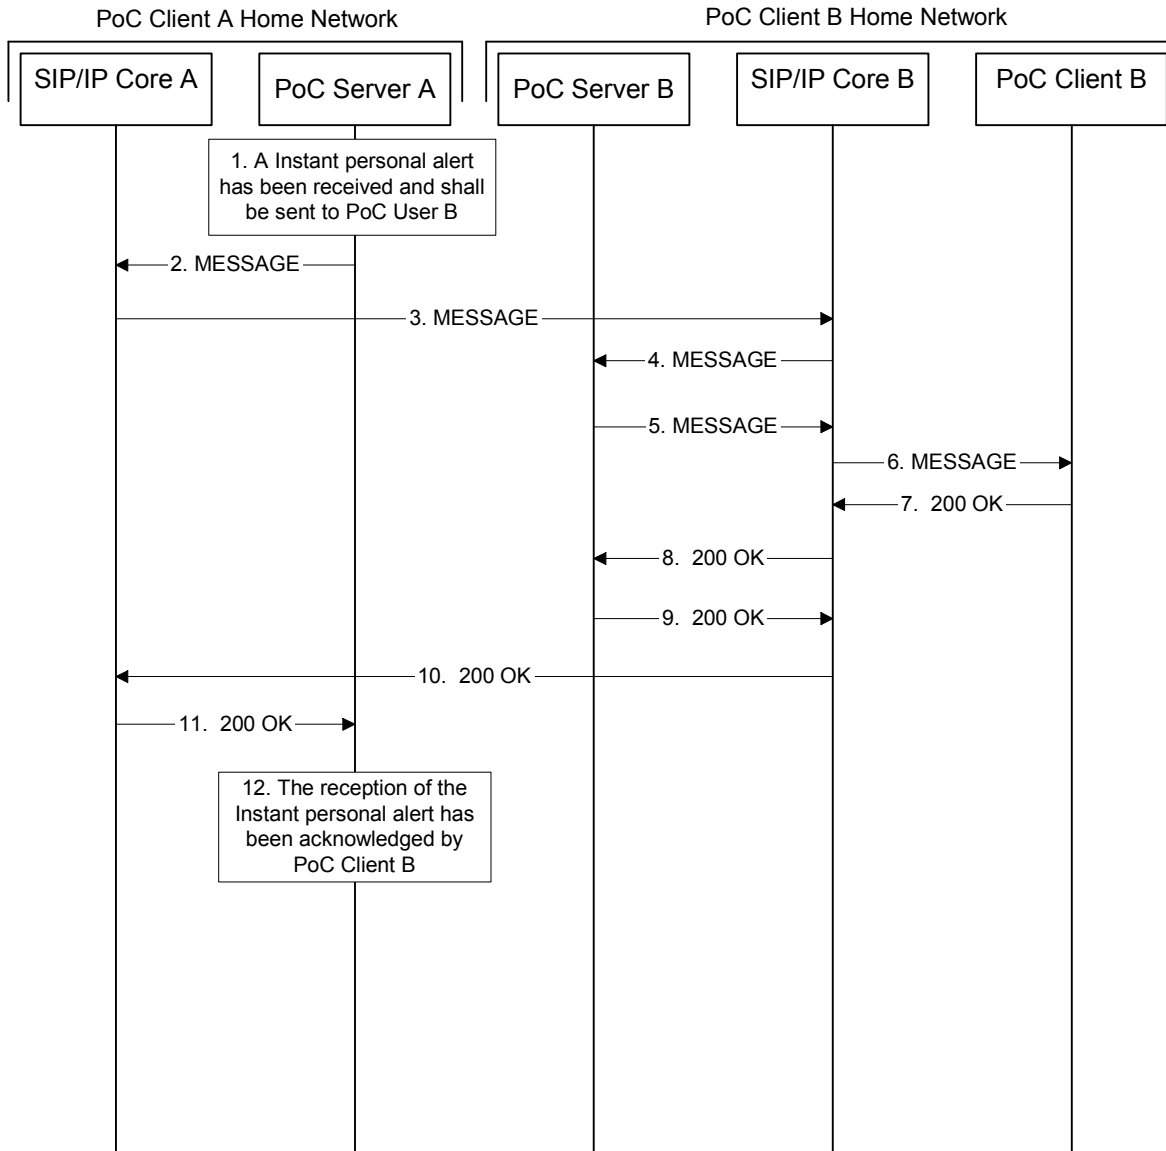 PoC Client A Home Network
PoC Client B Home Network
SIP/IP Core A
PoC Server A
PoC Server B
SIP/IP Core B
PoC Client B
1. A Instant personal alert
has been received and shall
be sent to PoC User B
2. MESSAGE
3. MESSAGE
4. MESSAGE
5. MESSAGE
6. MESSAGE
7. 200 OK
8. 200 OK
9. 200 OK
10. 200 OK
11. 200 OK
12. The reception of the
Instant personal alert has
been acknowledged by
PoC Client B